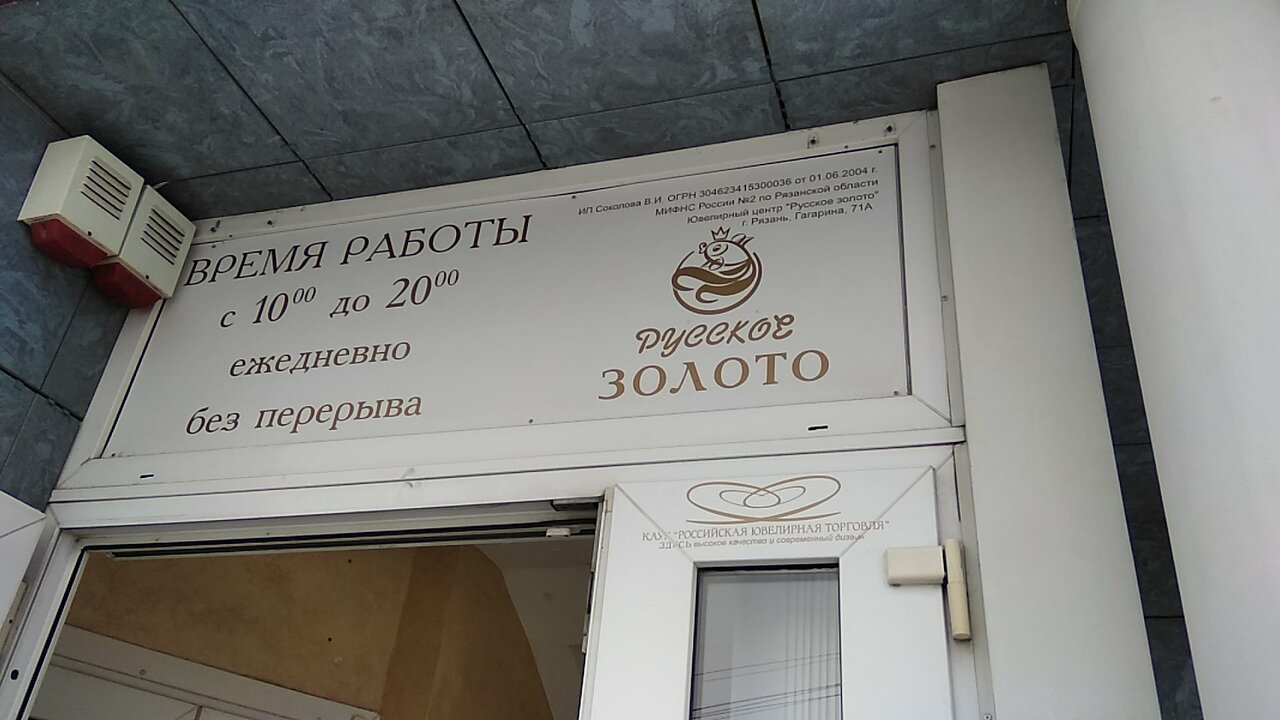 ВРЕМЯ РАБОТЫ
с 10⁰⁰ до 20⁰⁰
ежедневно
без перерыва
ИП Соколова В.И ОГРН 304623415300036 от 01.06.2004 г.
МИФНС России №2 по Рязанской области
Ювелирный центр "Русское золото"
г. Рязань, Гагарина, 71А
РУССКОЕ
ЗОЛОТО
КЛУБ "РОССИЙСКАЯ ЮВЕЛИРНАЯ ТОРГОВЛЯ"
ЗДЕСЬ высокое качество и современный дизайн